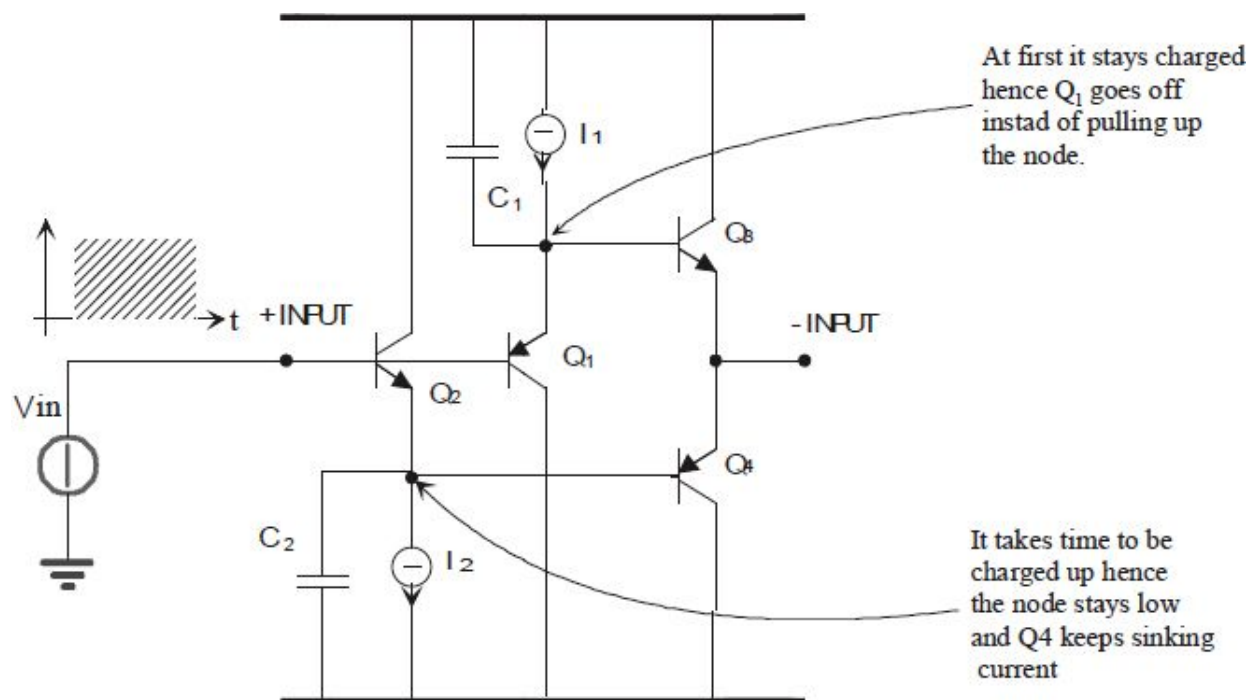 At first it stays charged
hence Q1 goes off
instad of pulling up
the node.
I1
C1
Q3
t
+INPUT
-INPUT
Q1
Q2
Vin
Q4
C2
I2
It takes time to be
charged up hence
the node stays low
and Q4 keeps sinking
current